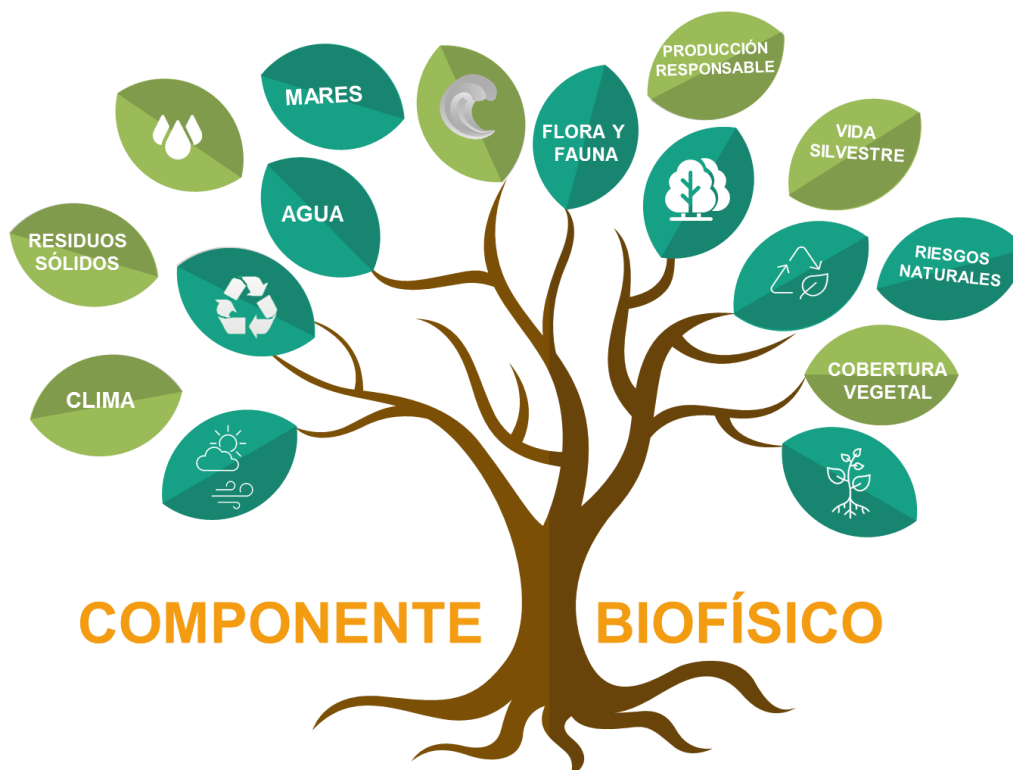 PRODUCCIÓN
RESPONSABLE
MARES
FLORA Y
FAUNA
VIDA
SILVESTRE
AGUA
RESIDUOS
SÓLIDOS
RIESGOS
NATURALES
COBERTURA
VEGETAL
CLIMA
COMPONENTE BIOFÍSICO